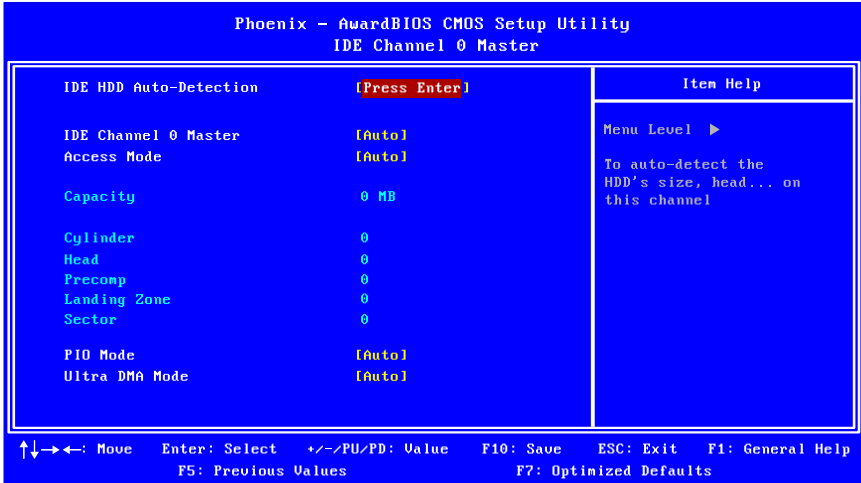 Phoenix – AwardBIOS CMOS Setup Utility
IDE Channel 0 Master
IDE HDD Auto-Detection [Press Enter]
IDE Channel 0 Master [Auto]
Access Mode [Auto]
Capacity 0 MB
Cylinder 0
Head 0
Precomp 0
Landing Zone 0
Sector 0
PIO Mode [Auto]
Ultra DMA Mode [Auto]
Item Help
Menu Level ▶
To auto-detect the
HDD's size, head... on
this channel
↑↓→←: Move Enter: Select +/-/PU/PD: Value F10: Save ESC: Exit F1: General Help
F5: Previous Values F7: Optimized Defaults